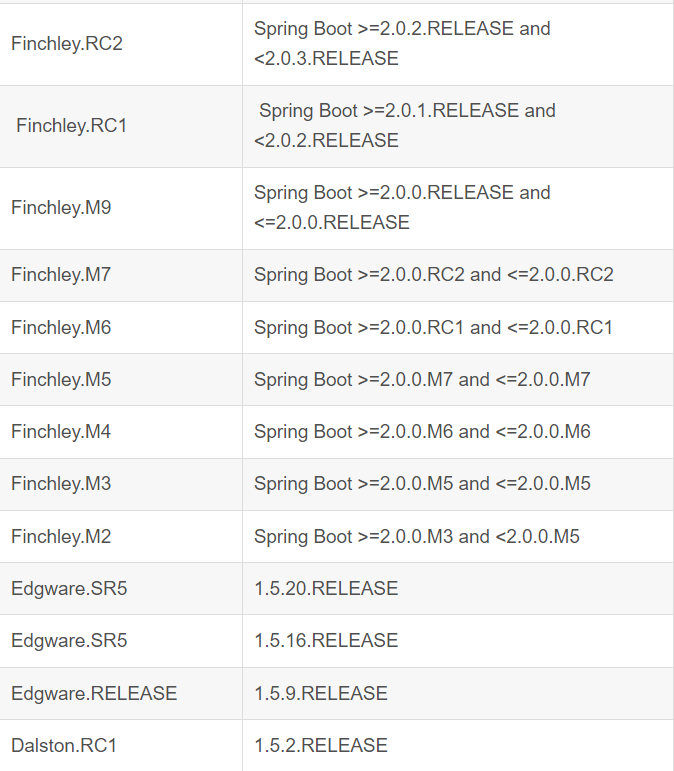 Finchley.RC2
Spring Boot >=2.0.2.RELEASE and
<2.0.3.RELEASE
Finchley.RC1
Spring Boot >=2.0.1.RELEASE and
<2.0.2.RELEASE
Finchley.M9
Spring Boot >=2.0.0.RELEASE and
<=2.0.0.RELEASE
Finchley.M7
Spring Boot >=2.0.0.RC2 and <=2.0.0.RC2
Finchley.M6
Spring Boot >=2.0.0.RC1 and <=2.0.0.RC1
Finchley.M5
Spring Boot >=2.0.0.M7 and <=2.0.0.M7
Finchley.M4
Spring Boot >=2.0.0.M6 and <=2.0.0.M6
Finchley.M3
Spring Boot >=2.0.0.M5 and <=2.0.0.M5
Finchley.M2
Spring Boot >=2.0.0.M3 and <2.0.0.M5
Edgware.SR5
1.5.20.RELEASE
Edgware.SR5
1.5.16.RELEASE
Edgware.RELEASE
1.5.9.RELEASE
Dalston.RC1
1.5.2.RELEASE